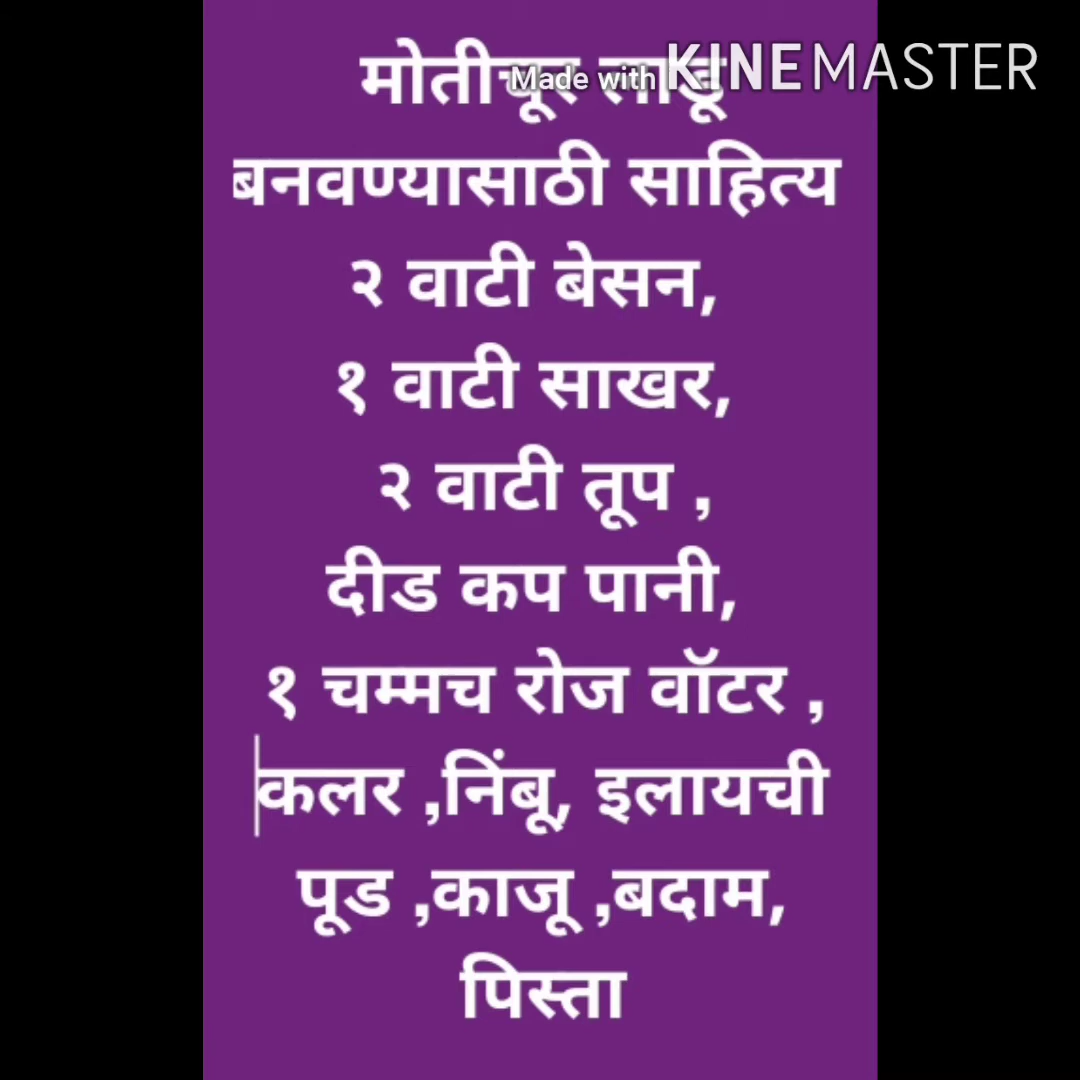 मोतीचूर लाडू
Made with KINEMASTER
बनवण्यासाठी साहित्य
२ वाटी बेसन,
१ वाटी साखर,
२ वाटी तूप ,
दीड कप पानी,
१ चम्मच रोज वॉटर ,
कलर ,निंबू, इलायची
पूड ,काजू ,बदाम,
पिस्ता